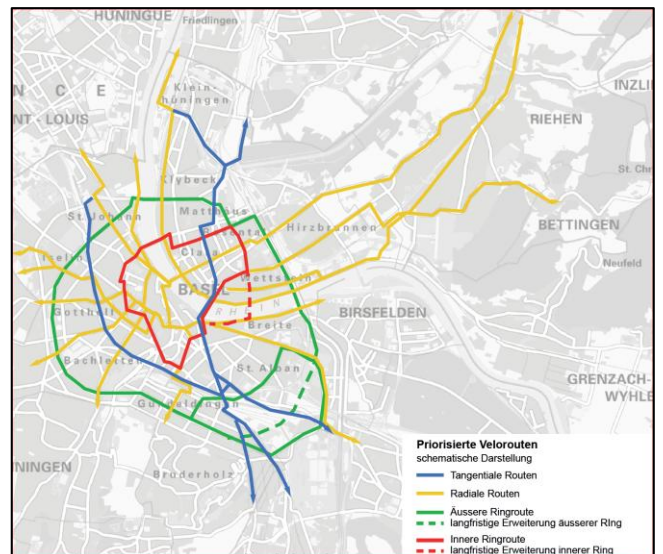 HUNINGUE
Friedlingen
Klein-
hüningen
N C E
INT - LOUIS
INZLI
RIEHEN
St. Chr
Klybeck
St. Johann
Matthäus
Rosental
Hirzbrunnen
BETTINGEN
Clara
Iselin
Wettstein
Neufeld
BASEL
RHEIN
Gotthelf
Breite
BIRSFELDEN
Bachletten
St. Alban
GRENZACH-
WYHLE
Gundeldingen
NINGEN
Bruderholz
Priorisierte Velorouten
schematische Darstellung
Tangentiale Routen
Radiale Routen
Äussere Ringroute
langfristige Erweiterung äusserer RIng
Innere Ringroute
langfristige Erweiterung innerer Ring